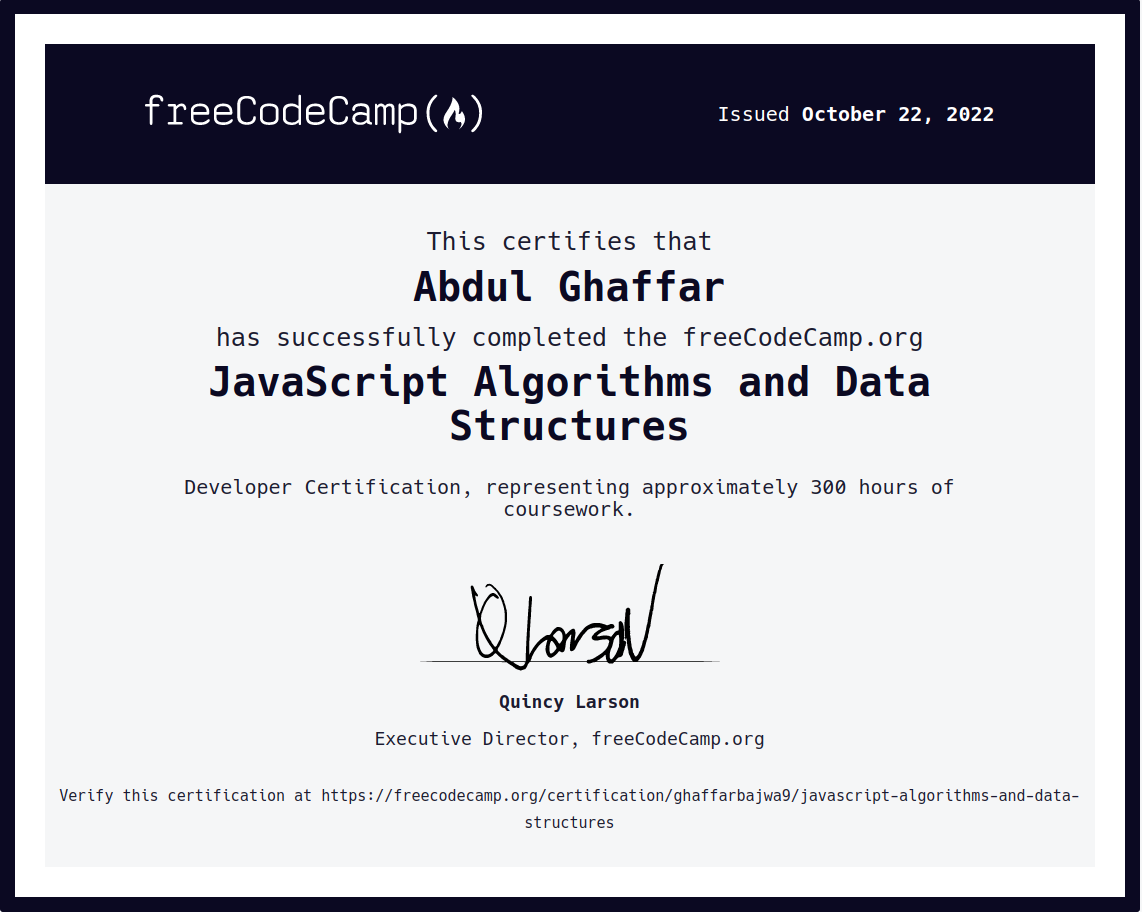 freeCodeCamp(🔥)
Issued October 22, 2022
This certifies that
Abdul Ghaffar
has successfully completed the freeCodeCamp.org
JavaScript Algorithms and Data
Structures
Developer Certification, representing approximately 300 hours of
coursework.
Q Larson
Quincy Larson
Executive Director, freeCodeCamp.org
Verify this certification at https://freecodecamp.org/certification/ghaffarbajwa9/javascript-algorithms-and-data-
structures